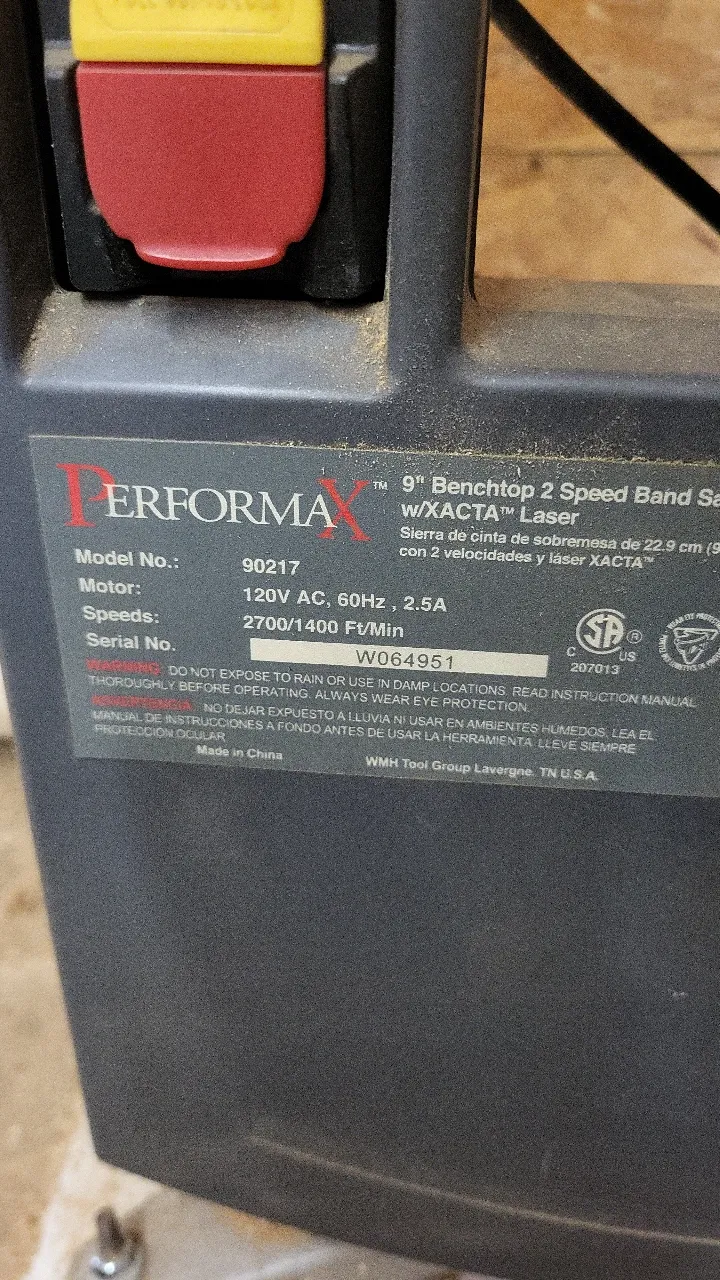 PERFORMAX™
9" Benchtop 2 Speed Band Sa
w/XACTA™ Laser
Sierra de cinta de sobremesa de 22.9 cm (9
con 2 velocidades y láser XACTA™
Model No.: 90217
Motor: 120V AC, 60Hz , 2.5A
Speeds: 2700/1400 Ft/Min
Serial No. W064951
SA ®
C US
207013
WARNING: DO NOT EXPOSE TO RAIN OR USE IN DAMP LOCATIONS. READ INSTRUCTION MANUAL
THOROUGHLY BEFORE OPERATING. ALWAYS WEAR EYE PROTECTION.
ADVERTENCIA: NO DEJAR EXPUESTO A LLUVIA NI USAR EN AMBIENTES HUMEDOS. LEA EL
MANUAL DE INSTRUCCIONES A FONDO ANTES DE USAR LA HERRAMIENTA. LLEVE SIEMPRE
PROTECCION OCULAR
Made in China
WMH Tool Group Lavergne. TN U.S.A.